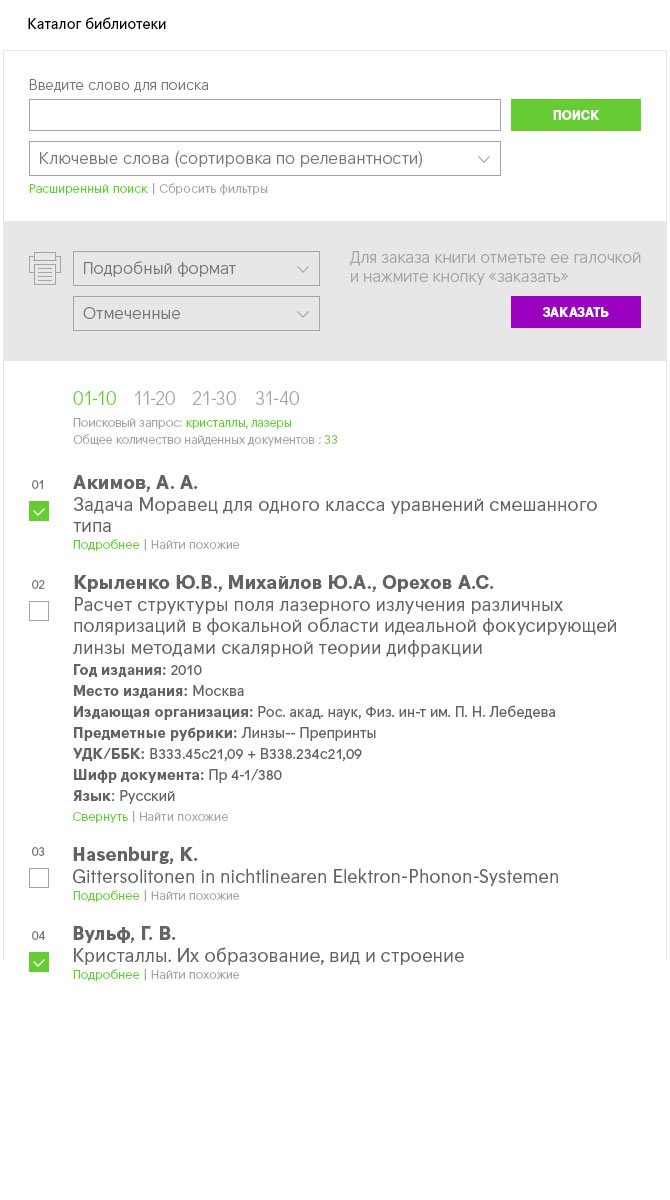 Каталог библиотеки
Введите слово для поиска
ПОИСК
Ключевые слова (сортировка по релевантности)
Расширенный поиск | Сбросить фильтры
Подробный формат
Для заказа книги отметьте ее галочкой
и нажмите кнопку «заказать»
Отмеченные
ЗАКАЗАТЬ
01-10 11-20 21-30 31-40
Поисковый запрос: кристаллы, лазеры
Общее количество найденных документов : 33
01
Акимов, А. А.
Задача Моравец для одного класса уравнений смешанного
типа
Подробнее | Найти похожие
02
Крыленко Ю.В., Михайлов Ю.А., Орехов А.С.
Расчет структуры поля лазерного излучения различных
поляризаций в фокальной области идеальной фокусирующей
линзы методами скалярной теории дифракции
Год издания: 2010
Место издания: Москва
Издающая организация: Рос. акад. наук, Физ. ин-т им. П. Н. Лебедева
Предметные рубрики: Линзы-- Препринты
УДК/ББК: В333.45с21,09 + В338.234с21,09
Шифр документа: Пр 4-1/380
Язык: Русский
Свернуть | Найти похожие
03
Hasenburg, K.
Gittersolitonen in nichtlinearen Elektron-Phonon-Systemen
Подробнее | Найти похожие
04
Вульф, Г. В.
Кристаллы. Их образование, вид и строение
Подробнее | Найти похожие